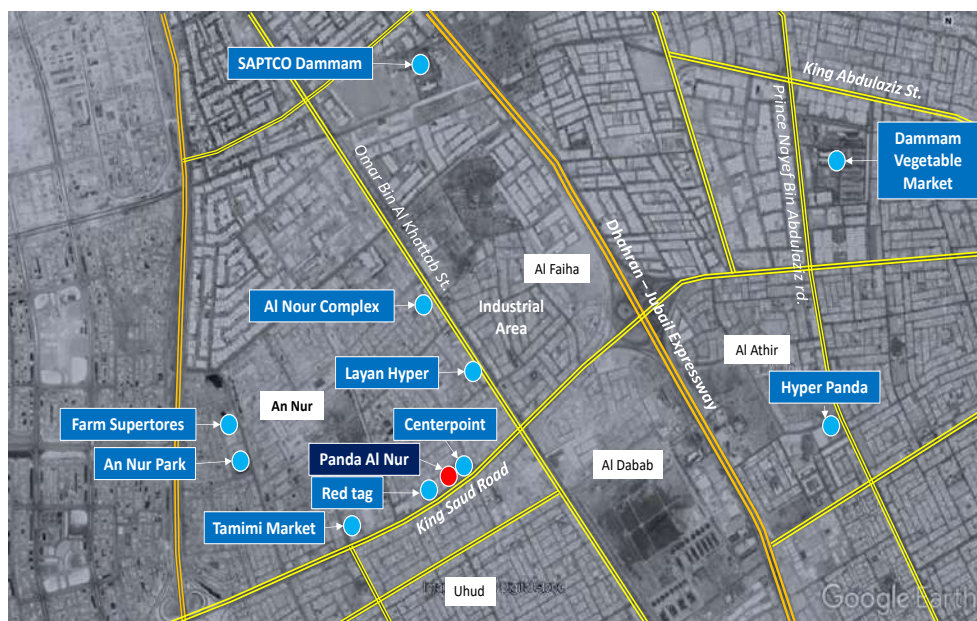 N
SAPTCO Dammam
King Abdulaziz St.
Prince Nayef Bin Abdulaziz rd.
Dammam
Vegetable
Market
Omar Bin Al Khattab St.
Dhahran – Jubail Expressway
Al Faiha
Al Nour Complex
Industrial
Area
Al Athir
Layan Hyper
Hyper Panda
An Nur
Farm Supertores
Centerpoint
An Nur Park
Panda Al Nur
Al Dabab
Red tag
King Saud Road
Tamimi Market
Uhud
Google Earth